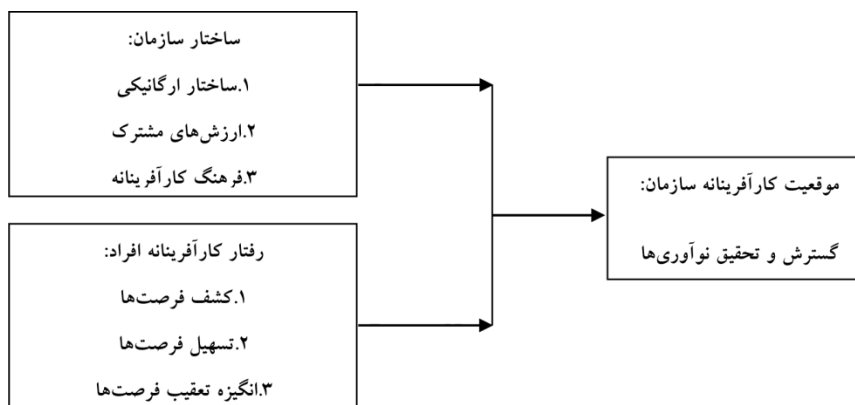 ساختار سازمان:
۱.ساختار ارگانیکی
۲.ارزش‌های مشترک
۳.فرهنگ کارآفرینانه
رفتار کارآفرینانه افراد:
۱.کشف فرصت‌ها
۲.تسهیل فرصت‌ها
۳.انگیزه تعقیب فرصت‌ها
موقعیت کارآفرینانه سازمان:
گسترش و تحقیق نوآوری‌ها